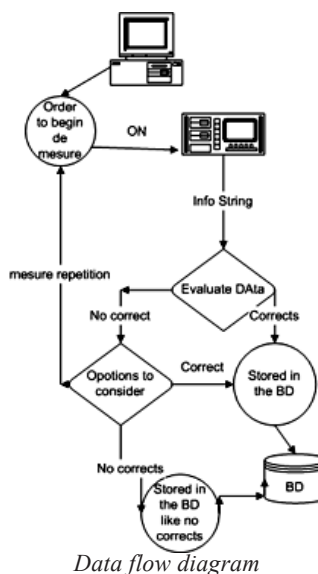 Order
to begin
de
mesure
ON
Info String
mesure repetition
Evaluate DAta
No correct
Corrects
Opotions to
consider
Correct
Stored in
the BD
No corrects
Stored in
the BD
like no
corrects
BD
Data flow diagram